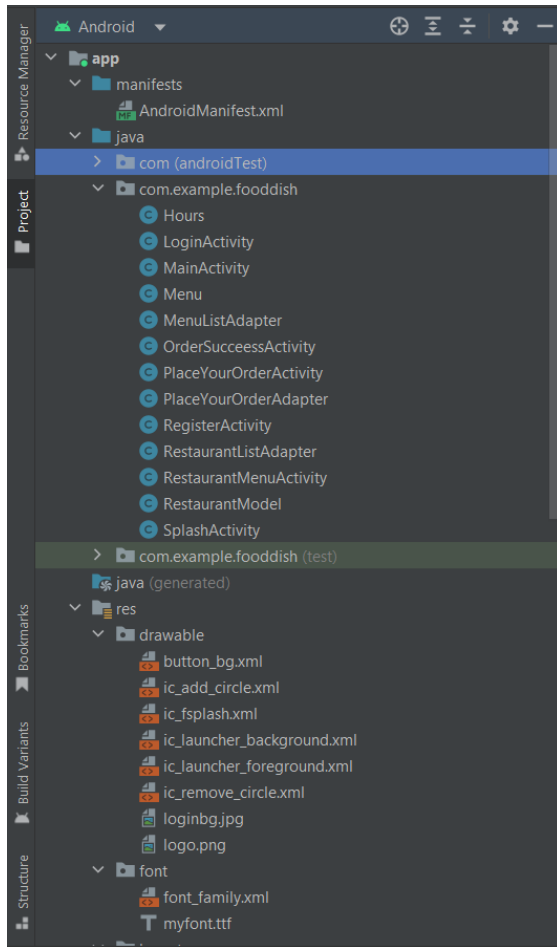 Android
app
manifests
AndroidManifest.xml
java
com (androidTest)
com.example.fooddish
Hours
LoginActivity
MainActivity
Menu
MenuListAdapter
OrderSucceessActivity
PlaceYourOrderActivity
PlaceYourOrderAdapter
RegisterActivity
RestaurantListAdapter
RestaurantMenuActivity
RestaurantModel
SplashActivity
com.example.fooddish (test)
java (generated)
res
drawable
button_bg.xml
ic_add_circle.xml
ic_fsplash.xml
ic_launcher_background.xml
ic_launcher_foreground.xml
ic_remove_circle.xml
loginbg.jpg
logo.png
font
font_family.xml
myfont.ttf
Resource Manager
Project
Bookmarks
Build Variants
Structure